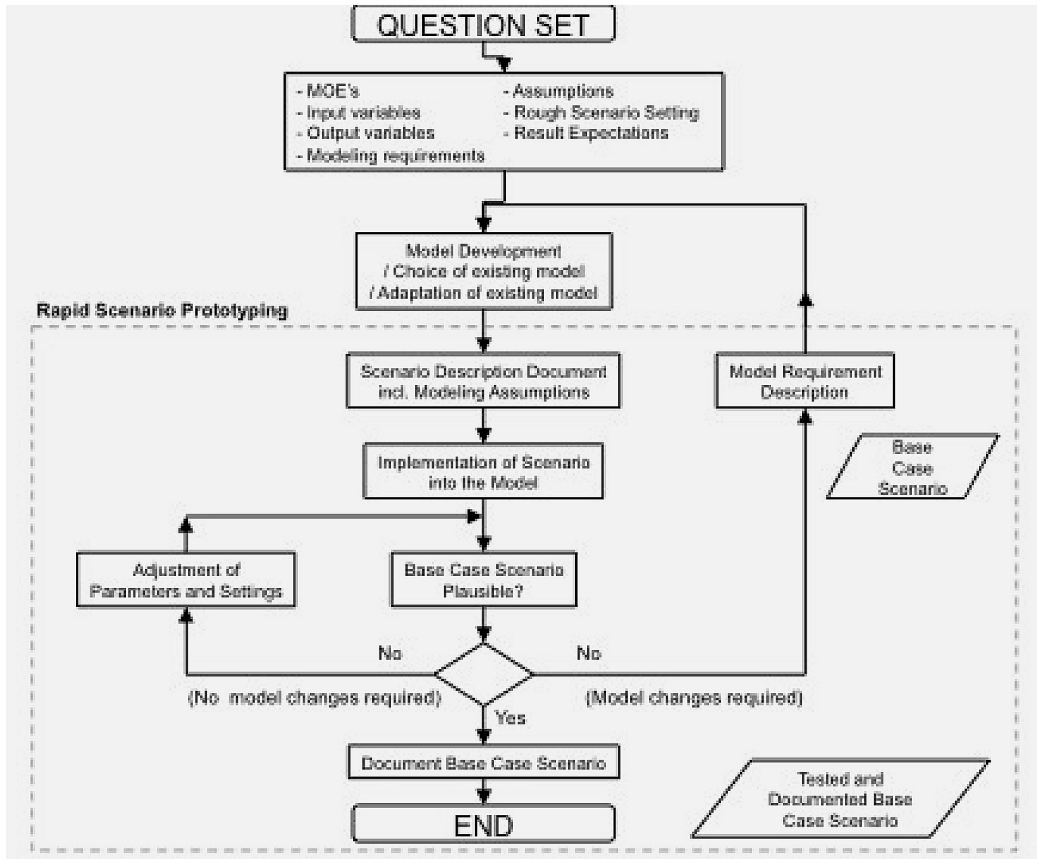 QUESTION SET
- MOE's
- Input variables
- Output variables
- Modeling requirements
- Assumptions
- Rough Scenario Setting
- Result Expectations
Model Development
/ Choice of existing model
/ Adaptation of existing model
Rapid Scenario Prototyping
Scenario Description Document
incl. Modeling Assumptions
Model Requirement
Description
Implementation of Scenario
into the Model
Base
Case
Scenario
Adjustment of
Parameters and Settings
Base Case Scenario
Plausible?
No
No
(No model changes required)
(Model changes required)
Yes
Document Base Case Scenario
Tested and
Documented Base
Case Scenario
END